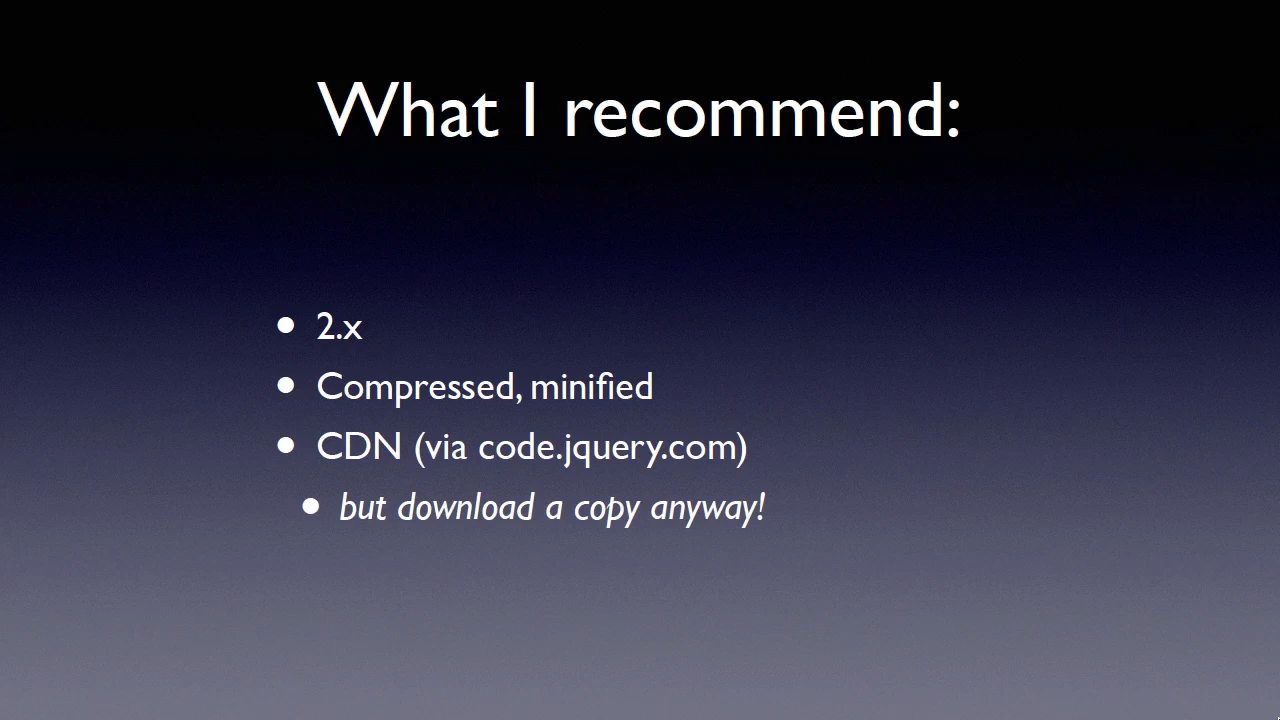 What I recommend:
• 2.x
• Compressed, minified
• CDN (via code.jquery.com)
• but download a copy anyway!